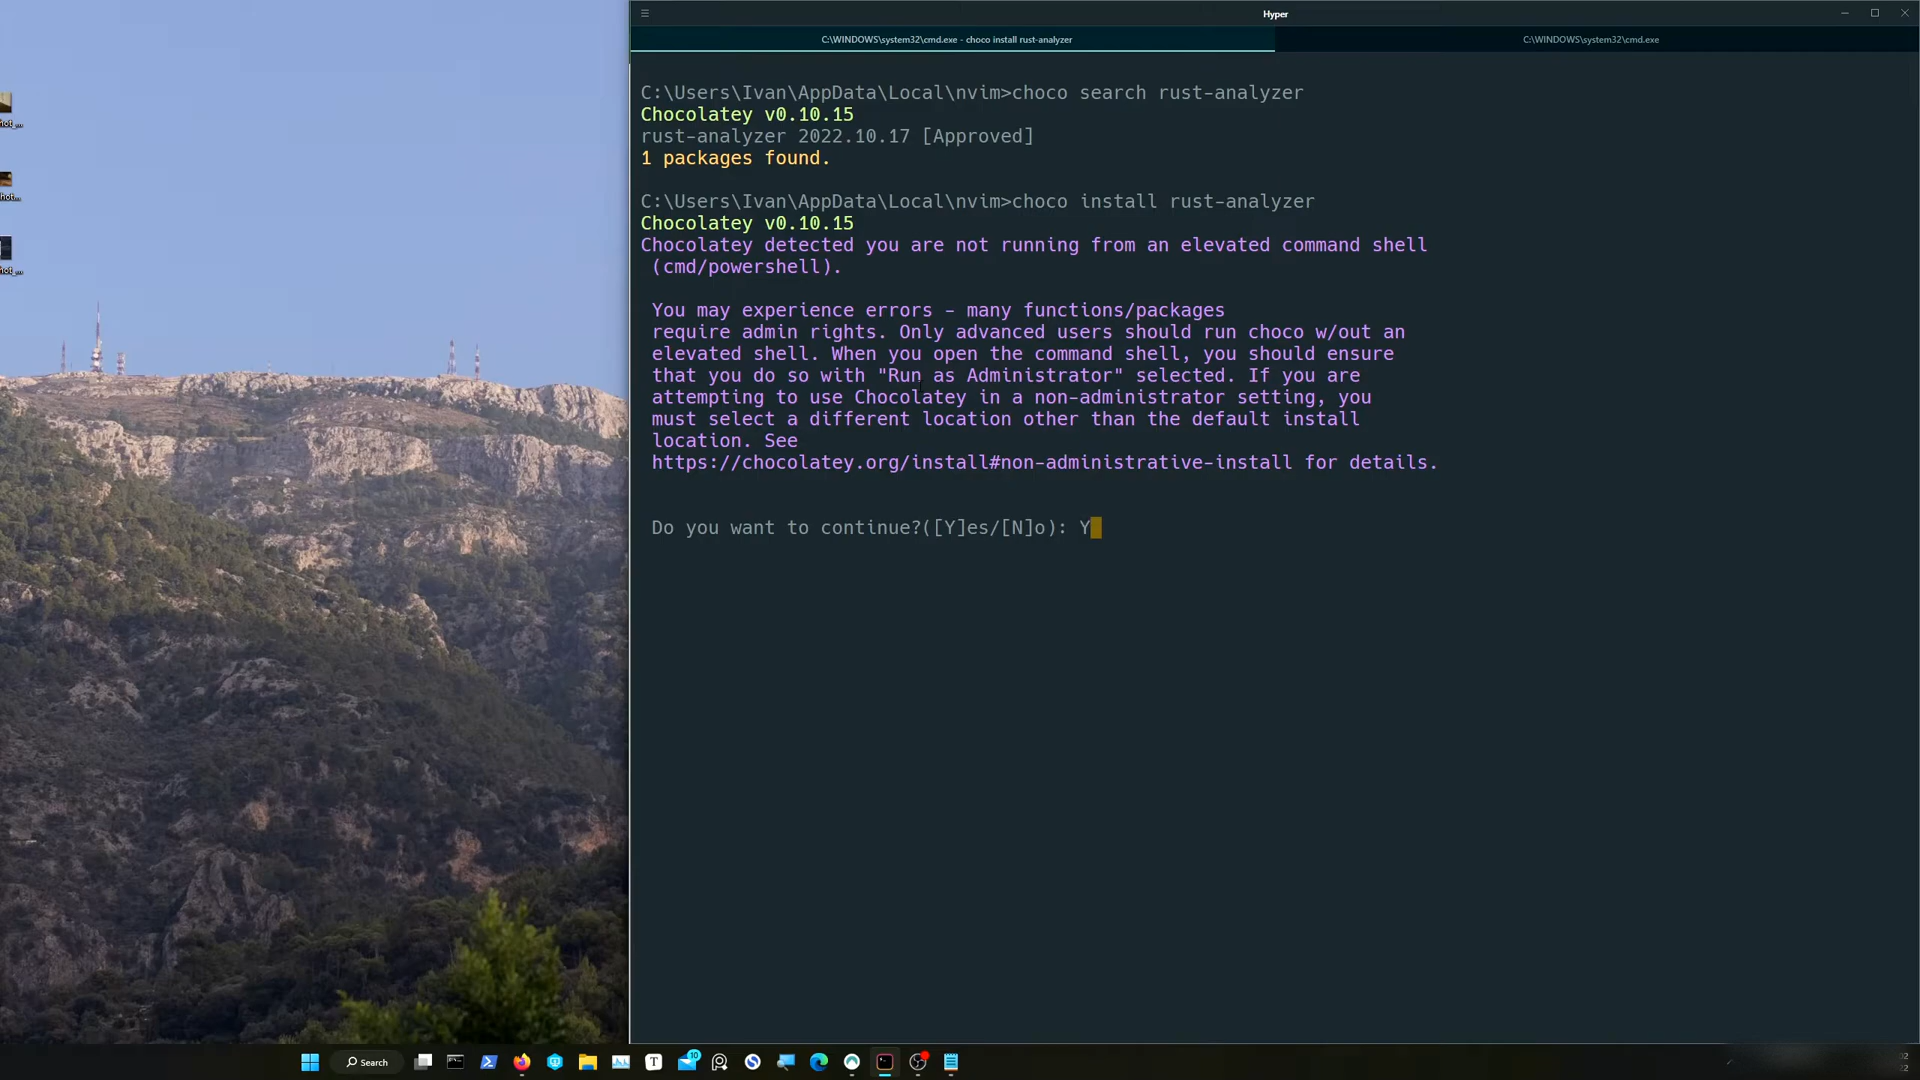 Hyper
C:\WINDOWS\system32\cmd.exe - choco install rust-analyzer
C:\WINDOWS\system32\cmd.exe
C:\Users\Ivan\AppData\Local\nvim>choco search rust-analyzer
Chocolatey v0.10.15
rust-analyzer 2022.10.17 [Approved]
1 packages found.
C:\Users\Ivan\AppData\Local\nvim>choco install rust-analyzer
Chocolatey v0.10.15
Chocolatey detected you are not running from an elevated command shell
(cmd/powershell).
You may experience errors - many functions/packages
require admin rights. Only advanced users should run choco w/out an
elevated shell. When you open the command shell, you should ensure
that you do so with "Run as Administrator" selected. If you are
attempting to use Chocolatey in a non-administrator setting, you
must select a different location other than the default install
location. See
https://chocolatey.org/install#non-administrative-install for details.
Do you want to continue?([Y]es/[N]o): Y
Search
10